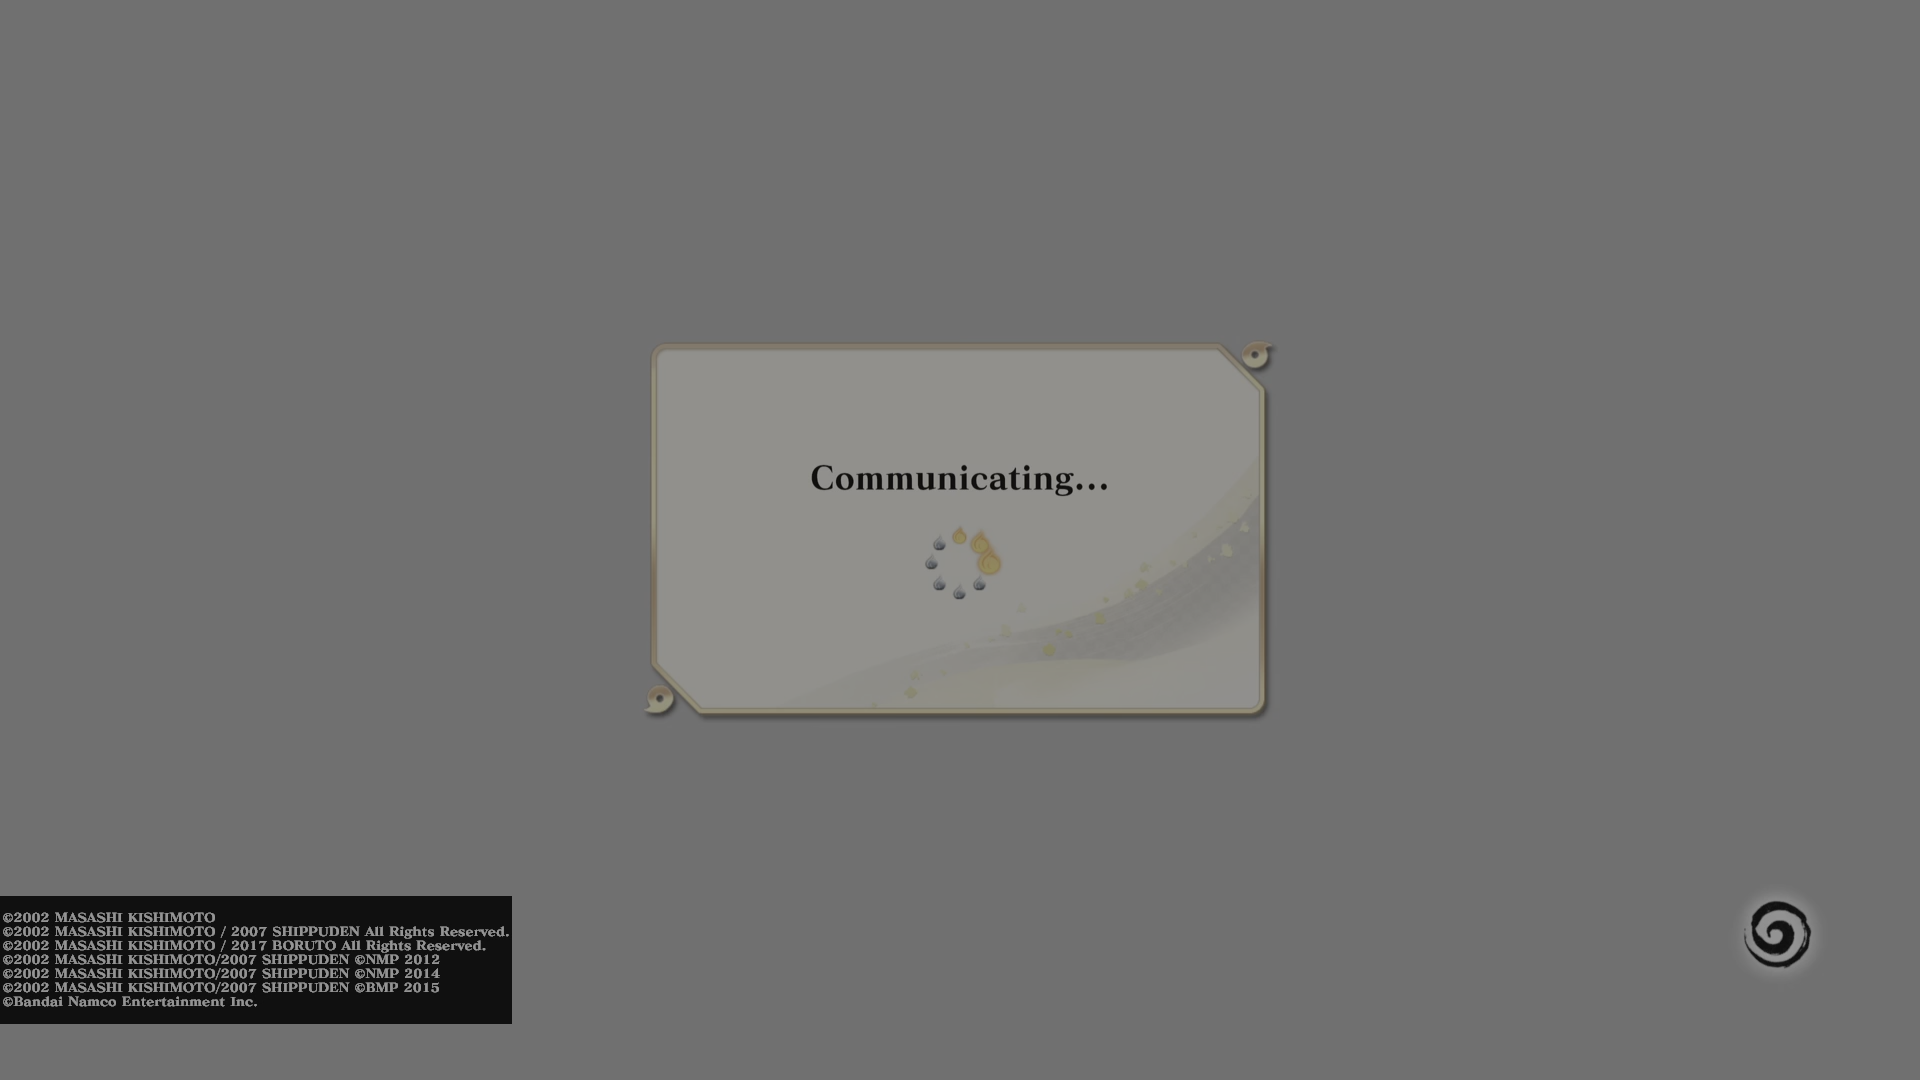 Communicating...
©2002 MASASHI KISHIMOTO
©2002 MASASHI KISHIMOTO / 2007 SHIPPUDEN All Rights Reserved.
©2002 MASASHI KISHIMOTO / 2017 BORUTO All Rights Reserved.
©2002 MASASHI KISHIMOTO/2007 SHIPPUDEN ©NMP 2012
©2002 MASASHI KISHIMOTO/2007 SHIPPUDEN ©NMP 2014
©2002 MASASHI KISHIMOTO/2007 SHIPPUDEN ©BMP 2015
©Bandai Namco Entertainment Inc.